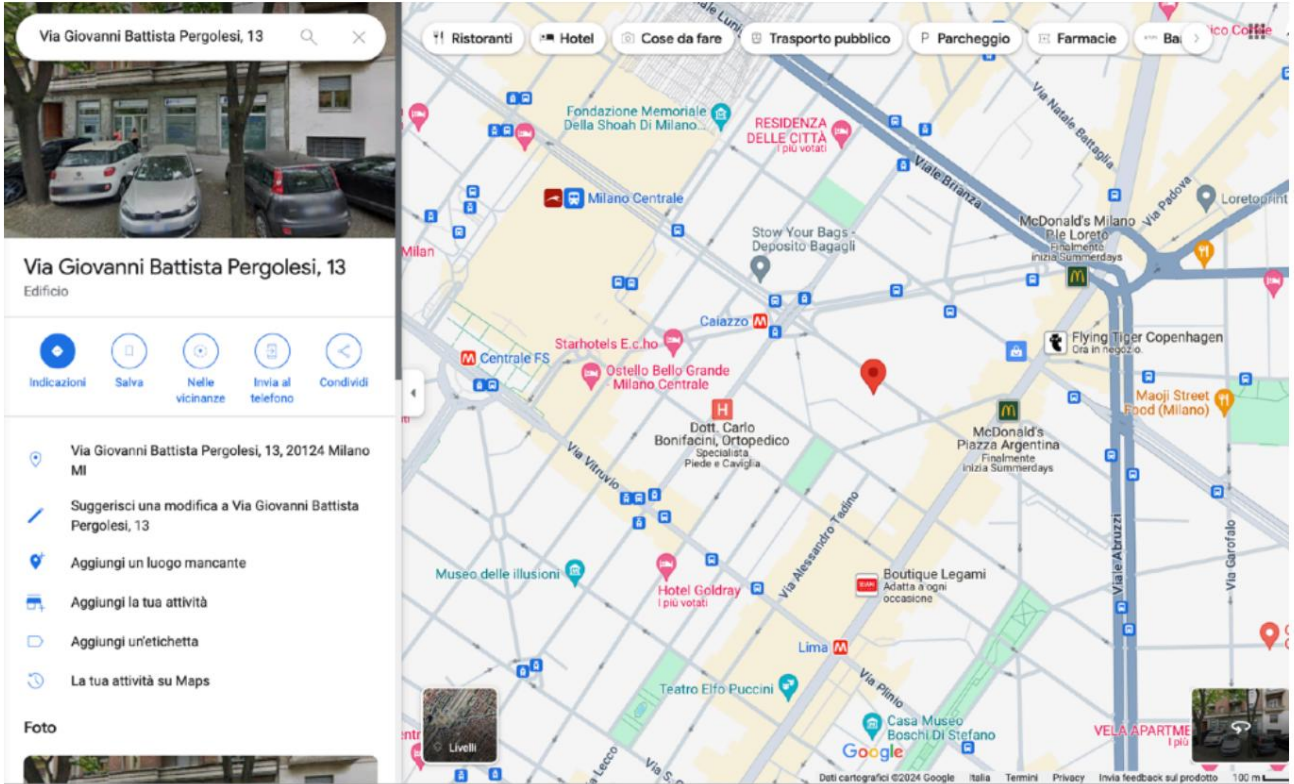 Via Giovanni Battista Pergolesi, 13
Via Giovanni Battista Pergolesi, 13
Edificio
Indicazioni
Salva
Nelle
vicinanze
Invia al
telefono
Condividi
Via Giovanni Battista Pergolesi, 13, 20124 Milano
MI
Suggerisci una modifica a Via Giovanni Battista
Pergolesi, 13
Aggiungi un luogo mancante
Aggiungi la tua attività
Aggiungi un'etichetta
La tua attività su Maps
Foto
Ristoranti
Hotel
Cose da fare
Trasporto pubblico
P Parcheggio
Farmacie
Fondazione Memoriale
Della Shoah Di Milano...
RESIDENZA
DELLE CITTÀ
I più votati
Via Natale Battaglia
Viale Brianza
Via Padova
Loretoprint
Milano Centrale
Milan
Stow Your Bags -
Deposito Bagagli
McDonald's Milano
P.le Loreto
Finalmente
inizia Summerdays
Caiazzo M
Flying Tiger Copenhagen
Ora in negozio.
Starhotels E.c.ho
M Centrale FS
Ostello Bello Grande
Milano Centrale
Maoji Street
Food (Milano)
H
Dott. Carlo
Bonifacini, Ortopedico
Specialista
Piede e Caviglia
McDonald's
Piazza Argentina
Finalmente
inizia Summerdays
Via Vitruvio
Via Alessandro Tadino
Viale Abruzzi
Via Garofalo
Museo delle illusioni
Hotel Goldray
I più votati
Boutique Legami
Adatta a ogni
occasione
Lima M
Via Plinio
Teatro Elfo Puccini
Casa Museo
Boschi Di Stefano
VELA APARTME
I più
Livelli
Lecco
Google
Dati cartografici ©2024 Google
Italia
Termini
Privacy
Invia feedback sul prodotto
100 m